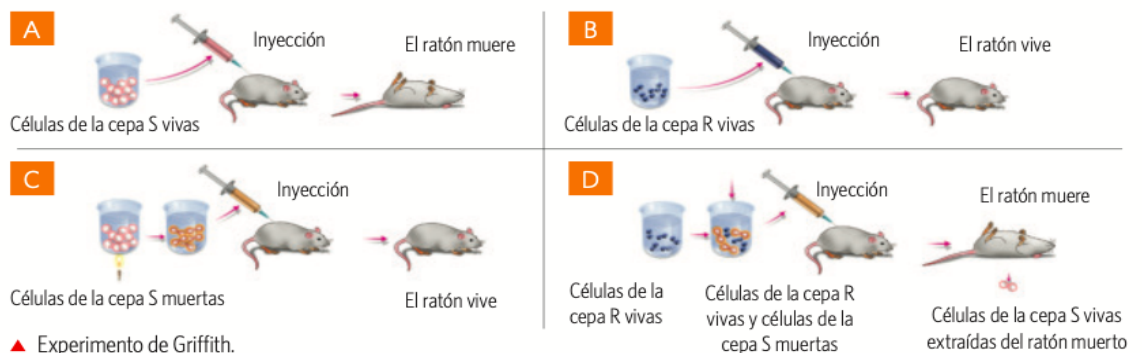 A
Inyección
El ratón muere
Células de la cepa S vivas
B
Inyección
El ratón vive
Células de la cepa R vivas
C
Inyección
Células de la cepa S muertas
El ratón vive
D
Inyección
El ratón muere
Células de la
cepa R vivas
Células de la cepa R
vivas y células de la
cepa S muertas
Células de la cepa S vivas
extraídas del ratón muerto
▲ Experimento de Griffith.